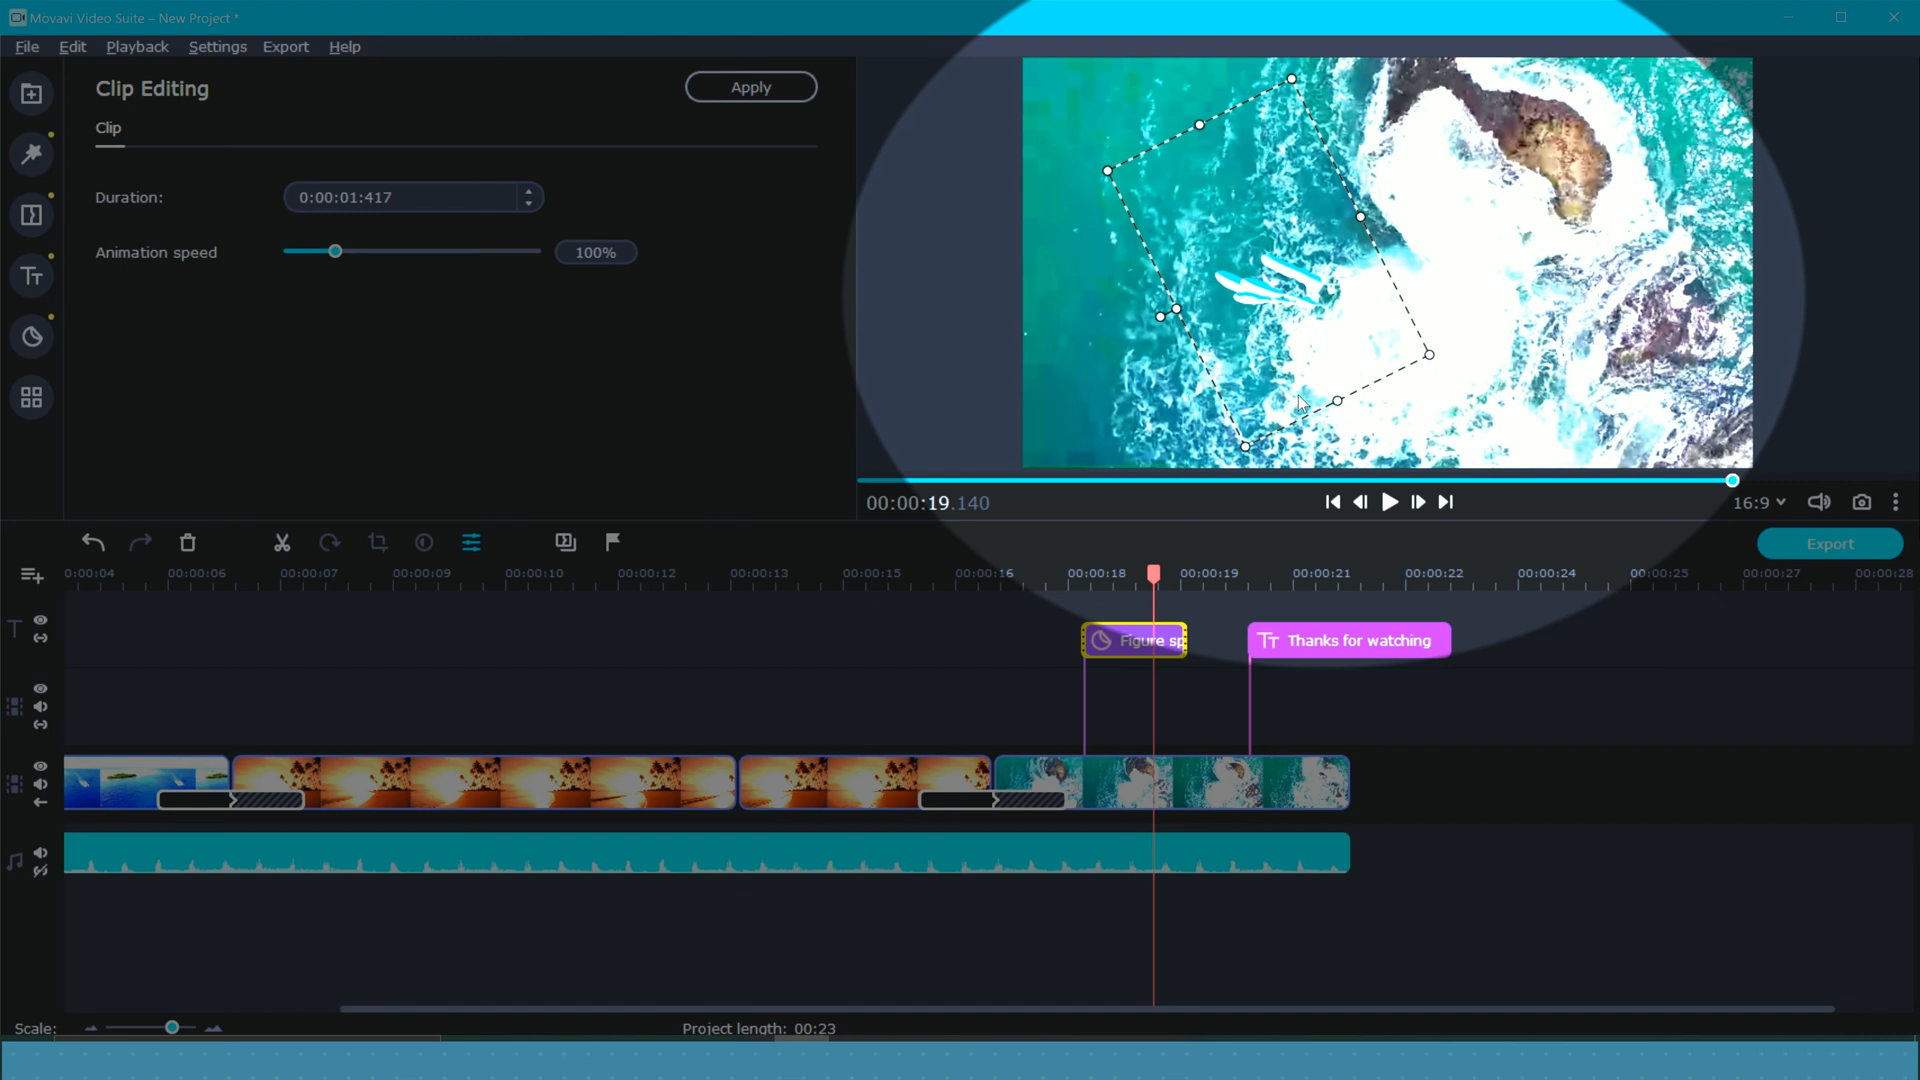 Movavi Video Suite – New Project *
File Edit Playback Settings Export Help
Clip Editing
Apply
Clip
Duration: 0:00:01:417
Animation speed 100%
00:00:19.140
16:9
Export
0:00:04 00:00:06 00:00:07 00:00:09 00:00:10 00:00:12 00:00:13 00:00:15 00:00:16 00:00:18 00:00:19 00:00:21 00:00:22 00:00:24 00:00:25 00:00:27 00:00:28
Figure sp
Thanks for watching
Scale:
Project length: 00:23